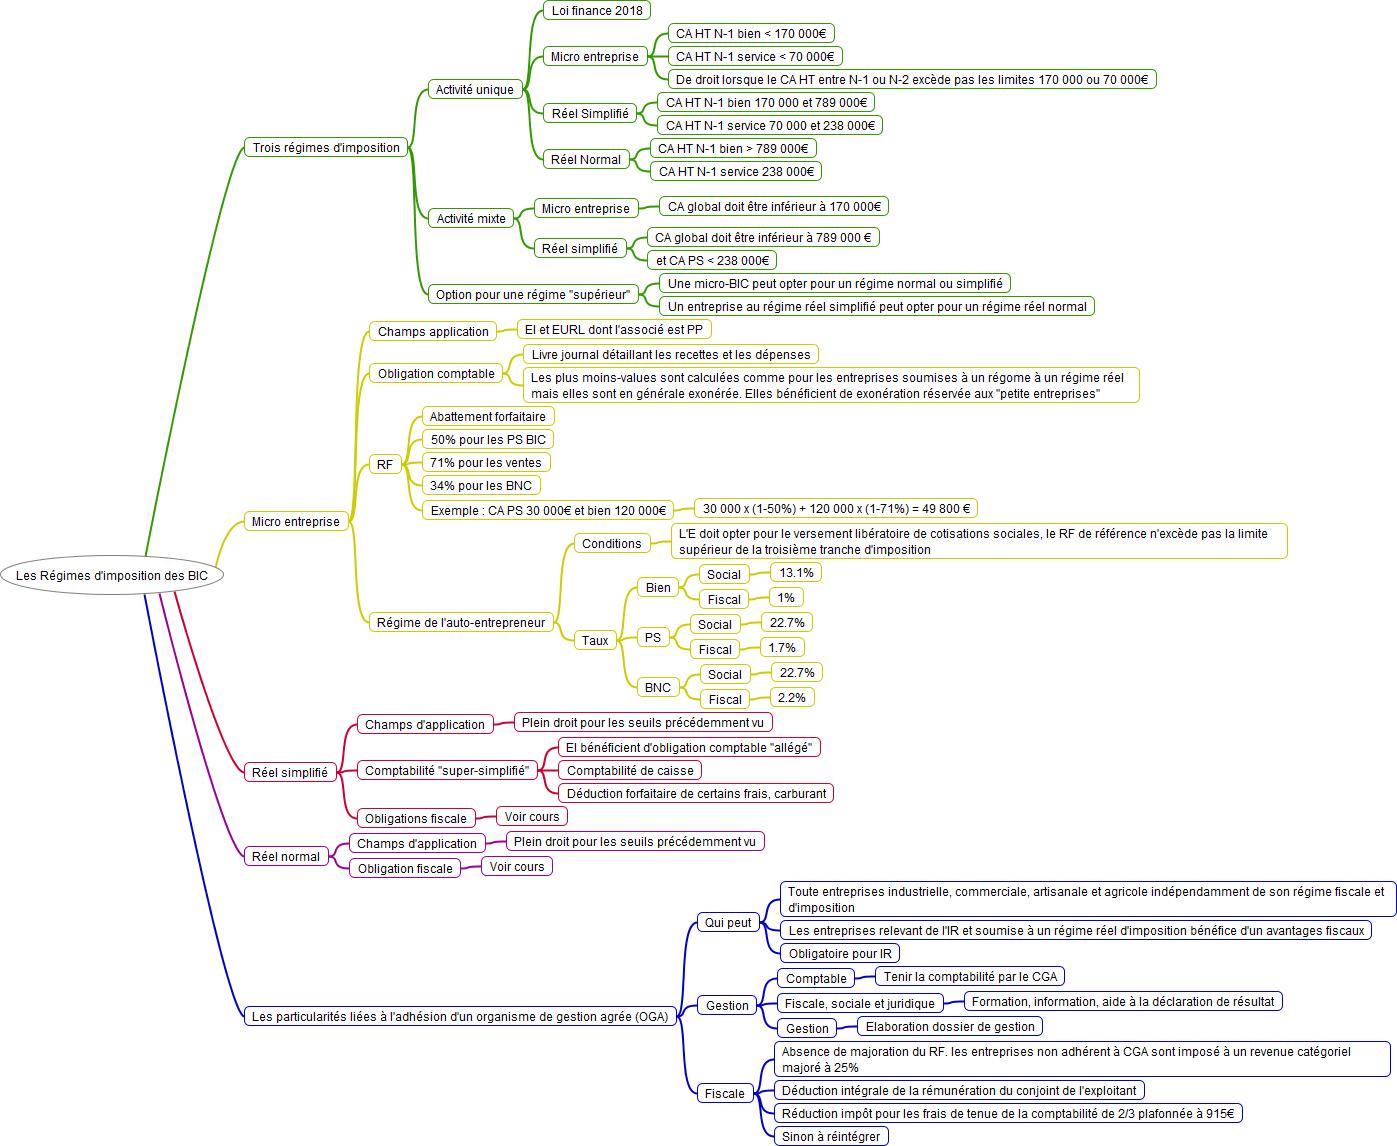 Les Régimes d'imposition des BIC
Trois régimes d'imposition
Activité unique
Loi finance 2018
Micro entreprise
CA HT N-1 bien < 170 000€
CA HT N-1 service < 70 000€
De droit lorsque le CA HT entre N-1 ou N-2 excède pas les limites 170 000 ou 70 000€
Réel Simplifié
CA HT N-1 bien 170 000 et 789 000€
CA HT N-1 service 70 000 et 238 000€
Réel Normal
CA HT N-1 bien > 789 000€
CA HT N-1 service 238 000€
Activité mixte
Micro entreprise
CA global doit être inférieur à 170 000€
Réel simplifié
CA global doit être inférieur à 789 000 €
et CA PS < 238 000€
Option pour une régime "supérieur"
Une micro-BIC peut opter pour un régime normal ou simplifié
Un entreprise au régime réel simplifié peut opter pour un régime réel normal
Micro entreprise
Champs application
EI et EURL dont l'associé est PP
Obligation comptable
Livre journal détaillant les recettes et les dépenses
Les plus moins-values sont calculées comme pour les entreprises soumises à un régome à un régime réel
mais elles sont en générale exonérée. Elles bénéficient de exonération réservée aux "petite entreprises"
RF
Abattement forfaitaire
50% pour les PS BIC
71% pour les ventes
34% pour les BNC
Exemple : CA PS 30 000€ et bien 120 000€
30 000 x (1-50%) + 120 000 x (1-71%) = 49 800 €
Régime de l'auto-entrepreneur
Conditions
L'E doit opter pour le versement libératoire de cotisations sociales, le RF de référence n'excède pas la limite
supérieur de la troisième tranche d'imposition
Taux
Bien
Social
13.1%
Fiscal
1%
PS
Social
22.7%
Fiscal
1.7%
BNC
Social
22.7%
Fiscal
2.2%
Réel simplifié
Champs d'application
Plein droit pour les seuils précédemment vu
Comptabilité "super-simplifié"
EI bénéficient d'obligation comptable "allégé"
Comptabilité de caisse
Déduction forfaitaire de certains frais, carburant
Obligations fiscale
Voir cours
Réel normal
Champs d'application
Plein droit pour les seuils précédemment vu
Obligation fiscale
Voir cours
Les particularités liées à l'adhésion d'un organisme de gestion agrée (OGA)
Qui peut
Toute entreprises industrielle, commerciale, artisanale et agricole indépendamment de son régime fiscale et
d'imposition
Les entreprises relevant de l'IR et soumise à un régime réel d'imposition bénéfice d'un avantages fiscaux
Obligatoire pour IR
Gestion
Comptable
Tenir la comptabilité par le CGA
Fiscale, sociale et juridique
Formation, information, aide à la déclaration de résultat
Gestion
Elaboration dossier de gestion
Fiscale
Absence de majoration du RF. les entreprises non adhérent à CGA sont imposé à un revenue catégoriel
majoré à 25%
Déduction intégrale de la rémunération du conjoint de l'exploitant
Réduction impôt pour les frais de tenue de la comptabilité de 2/3 plafonnée à 915€
Sinon à réintégrer